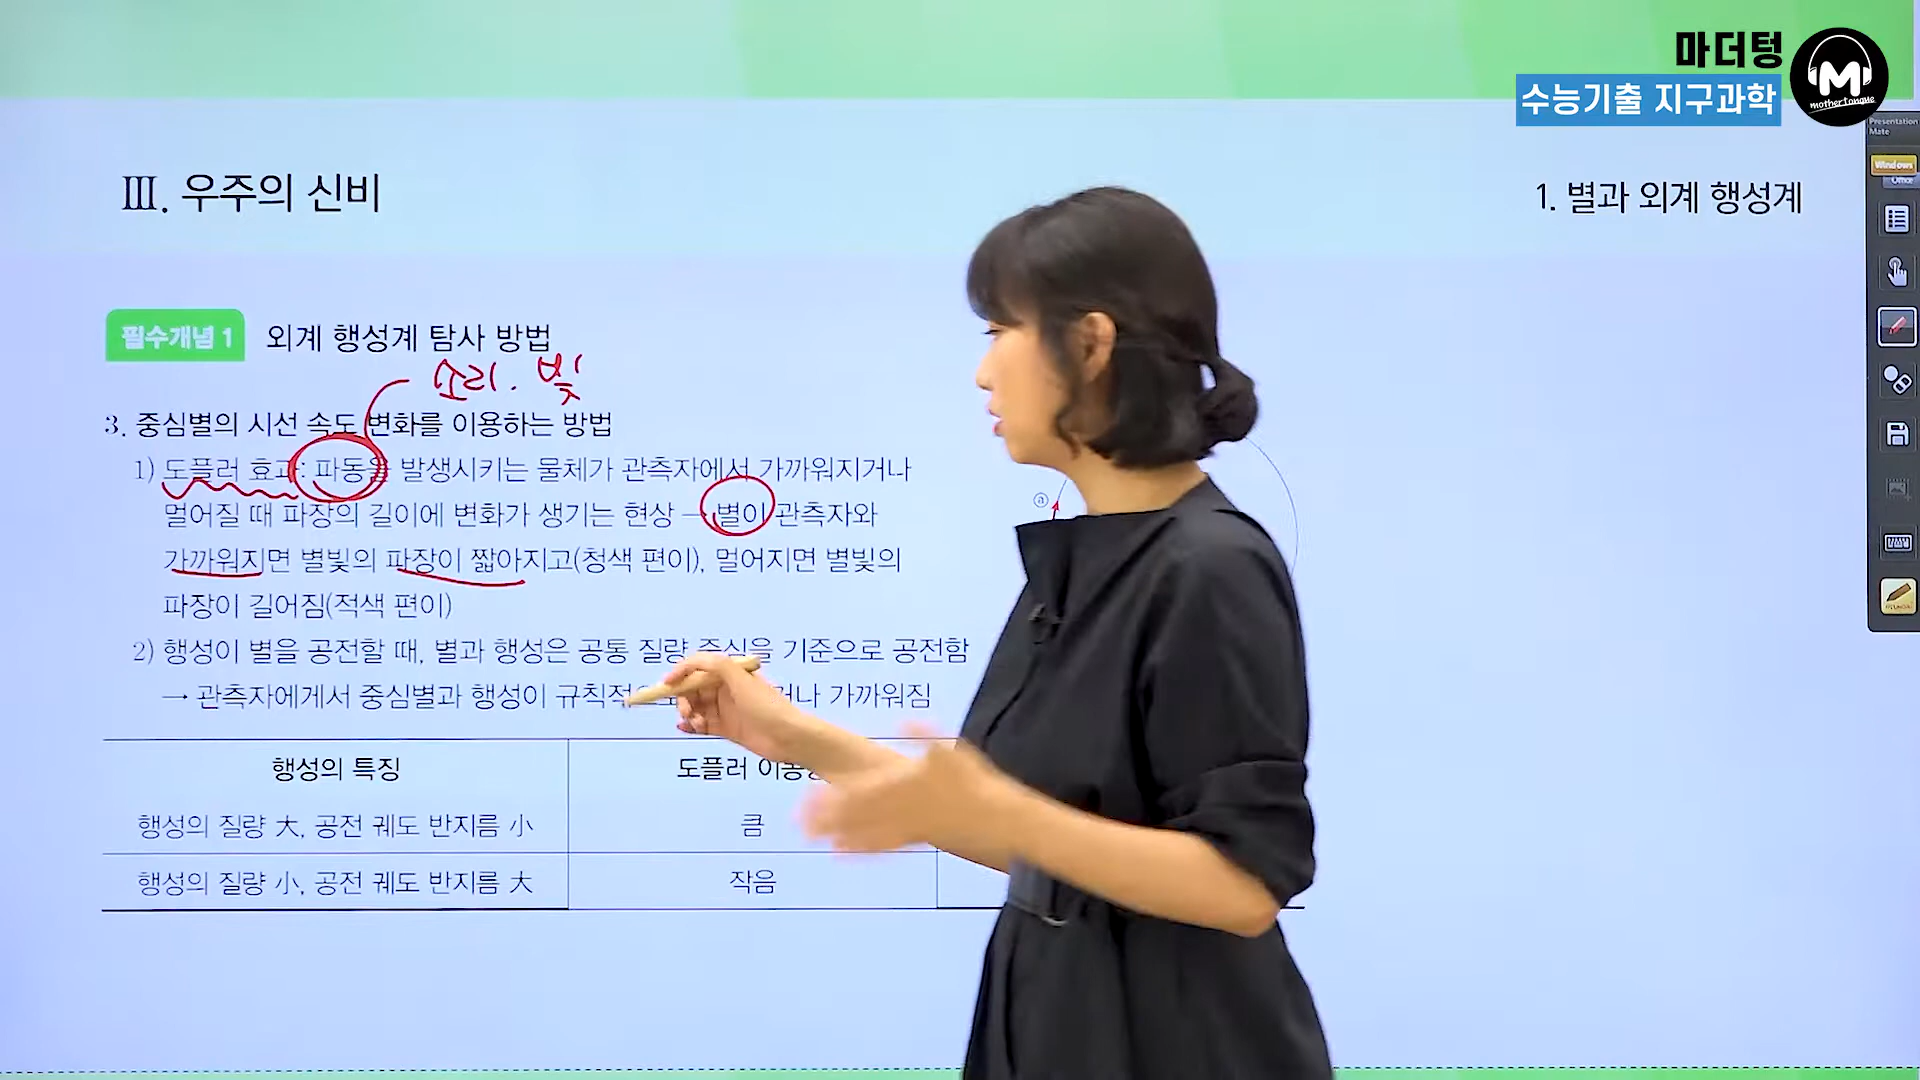 마더텅
수능기출 지구과학
M
mother tongue
Presentation Mate
Windows
Office
Ⅲ. 우주의 신비
1. 별과 외계 행성계
필수개념 1
외계 행성계 탐사 방법
소리. 빛
3. 중심별의 시선 속도 변화를 이용하는 방법
1) 도플러 효과: 파동을 발생시키는 물체가 관측자에서 가까워지거나
멀어질 때 파장의 길이에 변화가 생기는 현상 → 별이 관측자와
가까워지면 별빛의 파장이 짧아지고(청색 편이), 멀어지면 별빛의
파장이 길어짐(적색 편이)
ⓐ
2) 행성이 별을 공전할 때, 별과 행성은 공통 질량 중심을 기준으로 공전함
→ 관측자에게서 중심별과 행성이 규칙적 거나 가까워짐
행성의 특징
도플러 이동량
행성의 질량 大, 공전 궤도 반지름 小
큼
행성의 질량 小, 공전 궤도 반지름 大
작음